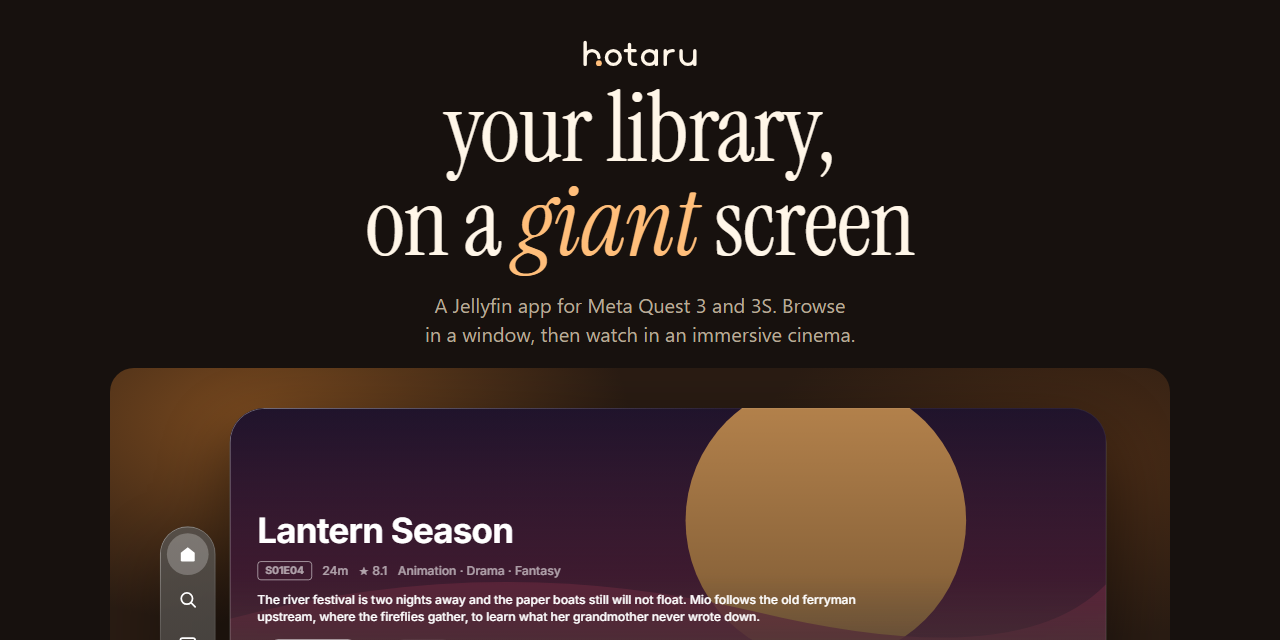 hotaru
your library,
on a giant screen
A Jellyfin app for Meta Quest 3 and 3S. Browse
in a window, then watch in an immersive cinema.
Lantern Season
S01E04 24m ★ 8.1 Animation · Drama · Fantasy
The river festival is two nights away and the paper boats still will not float. Mio follows the old ferryman
upstream, where the fireflies gather, to learn what her grandmother never wrote down.